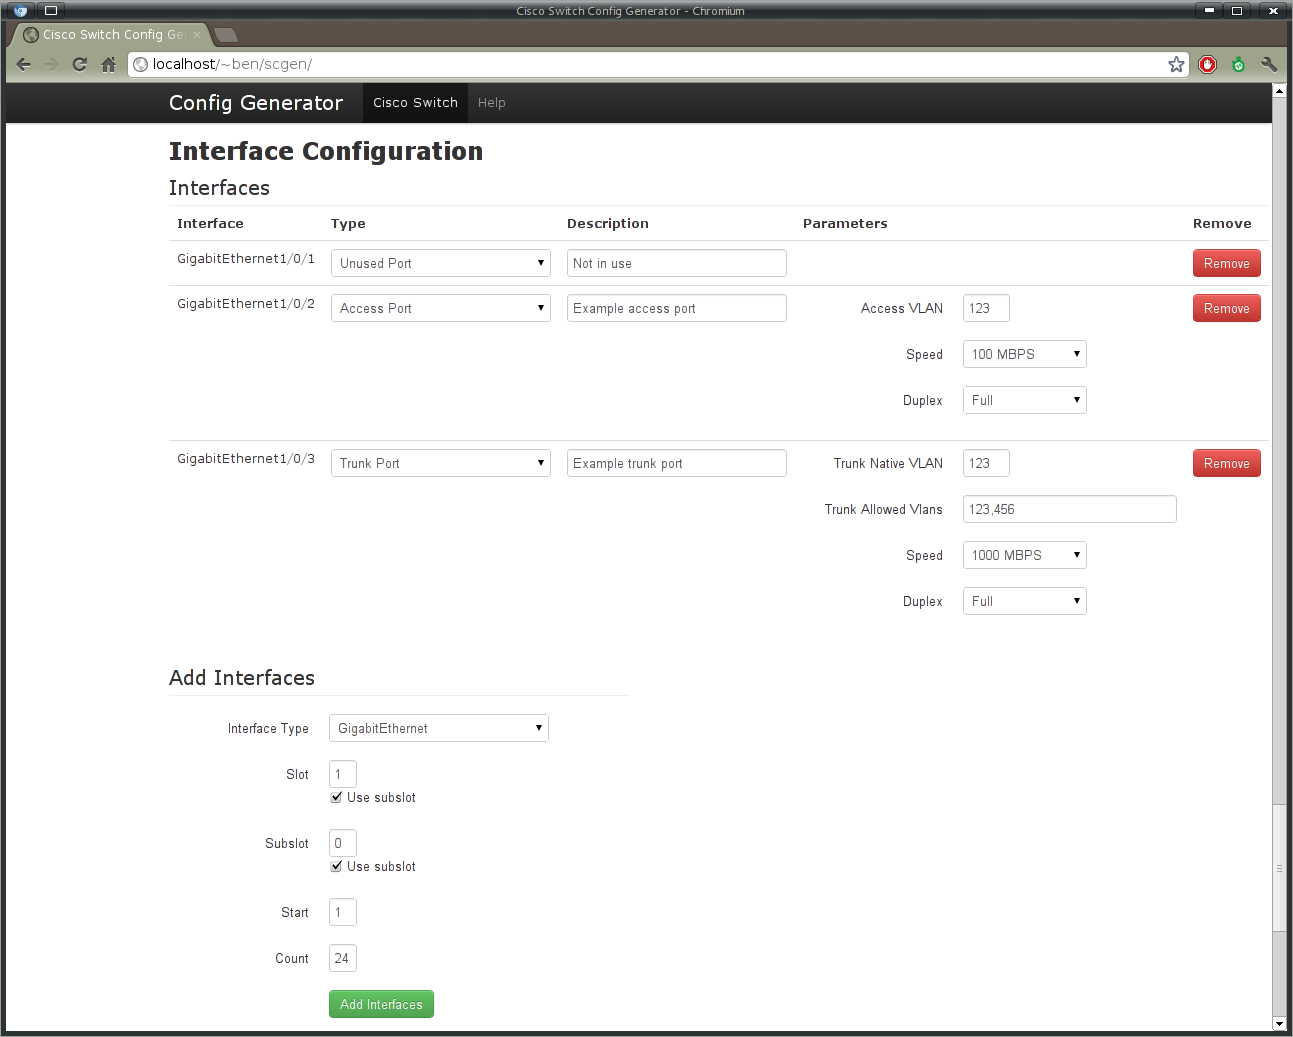 Cisco Switch Config Generator - Chromium
Cisco Switch Config Ge
localhost/~ben/scgen/
Config Generator Cisco Switch Help
Interface Configuration
Interfaces
Interface Type Description Parameters Remove
GigabitEthernet1/0/1 Unused Port Not in use Remove
GigabitEthernet1/0/2 Access Port Example access port Access VLAN 123 Remove
Speed 100 MBPS
Duplex Full
GigabitEthernet1/0/3 Trunk Port Example trunk port Trunk Native VLAN 123 Remove
Trunk Allowed Vlans 123,456
Speed 1000 MBPS
Duplex Full
Add Interfaces
Interface Type GigabitEthernet
Slot 1
Use subslot
Subslot 0
Use subslot
Start 1
Count 24
Add Interfaces